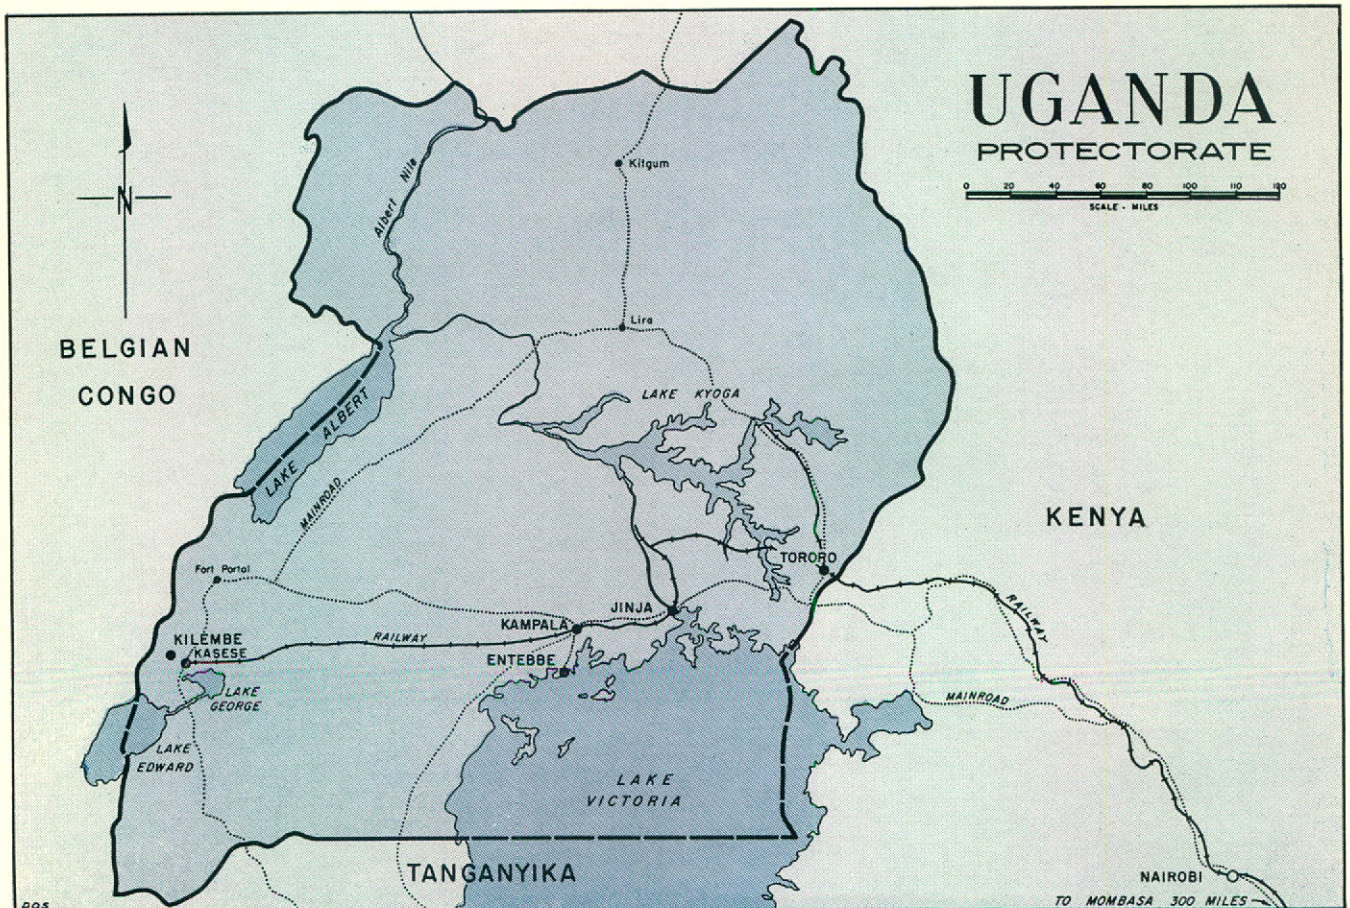 UGANDA
PROTECTORATE
0 20 40 60 80 100 110 120
SCALE - MILES
N
Albert Nile
Kitgum
Lira
BELGIAN
CONGO
LAKE ALBERT
LAKE KYOGA
MAINROAD
KENYA
TORORO
Fort Portal
JINJA
KAMPALA
RAILWAY
RAILWAY
KILEMBE
KASESE
ENTEBBE
LAKE
GEORGE
MAINROAD
LAKE
EDWARD
LAKE
VICTORIA
TANGANYIKA
NAIROBI
TO MOMBASA 300 MILES
DOS